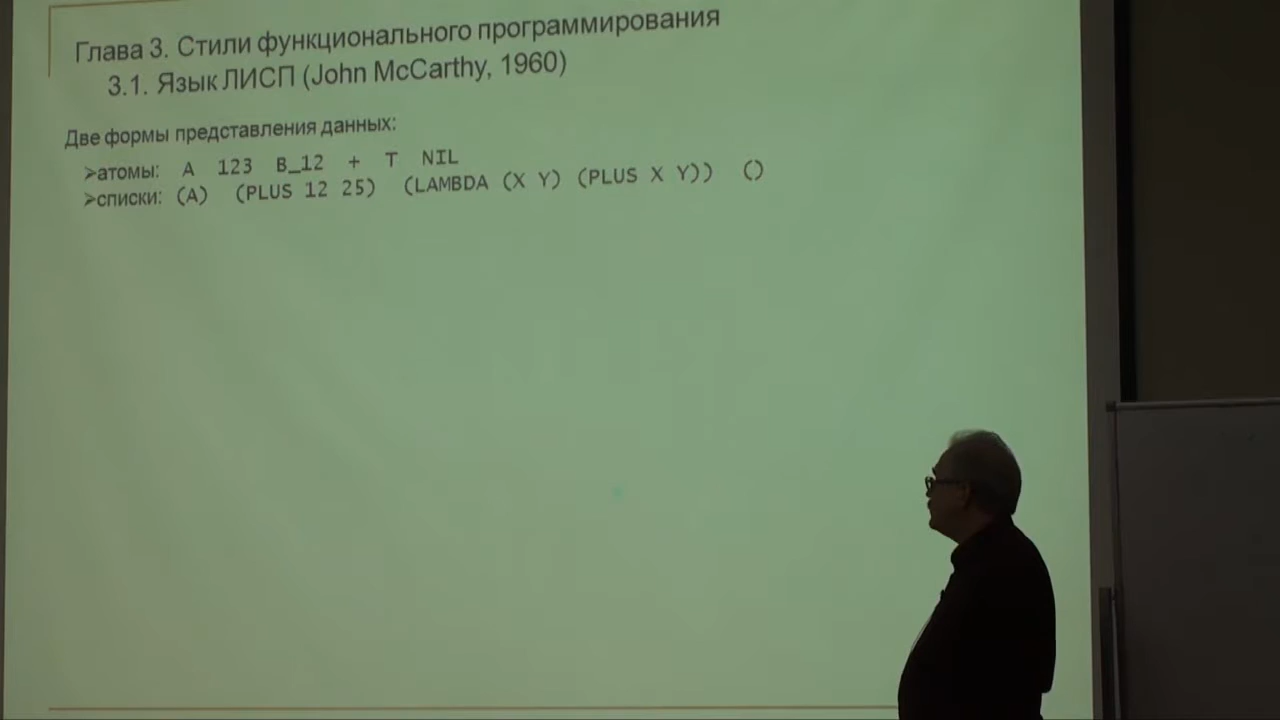 Глава 3. Стили функционального программирования
3.1. Язык ЛИСП (John McCarthy, 1960)
Две формы представления данных:
➢атомы: A 123 B_12 + T NIL
➢списки: (A) (PLUS 12 25) (LAMBDA (X Y) (PLUS X Y)) ()